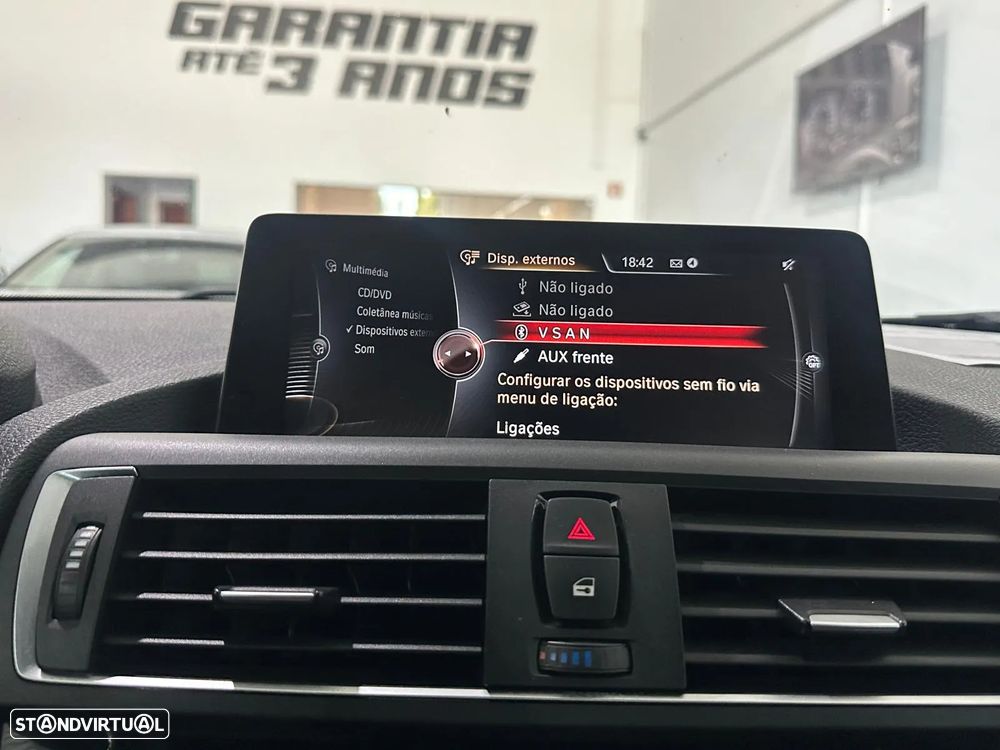 GARANTIA
ATÉ 3 ANOS
Multimédia
CD/DVD
Coletânea músicas
✓ Dispositivos extern
Som
Disp. externos
18:42
Não ligado
Não ligado
V S A N
AUX frente
Configurar os dispositivos sem fio via
menu de ligação:
Ligações
OFF
STANDVIRTUAL